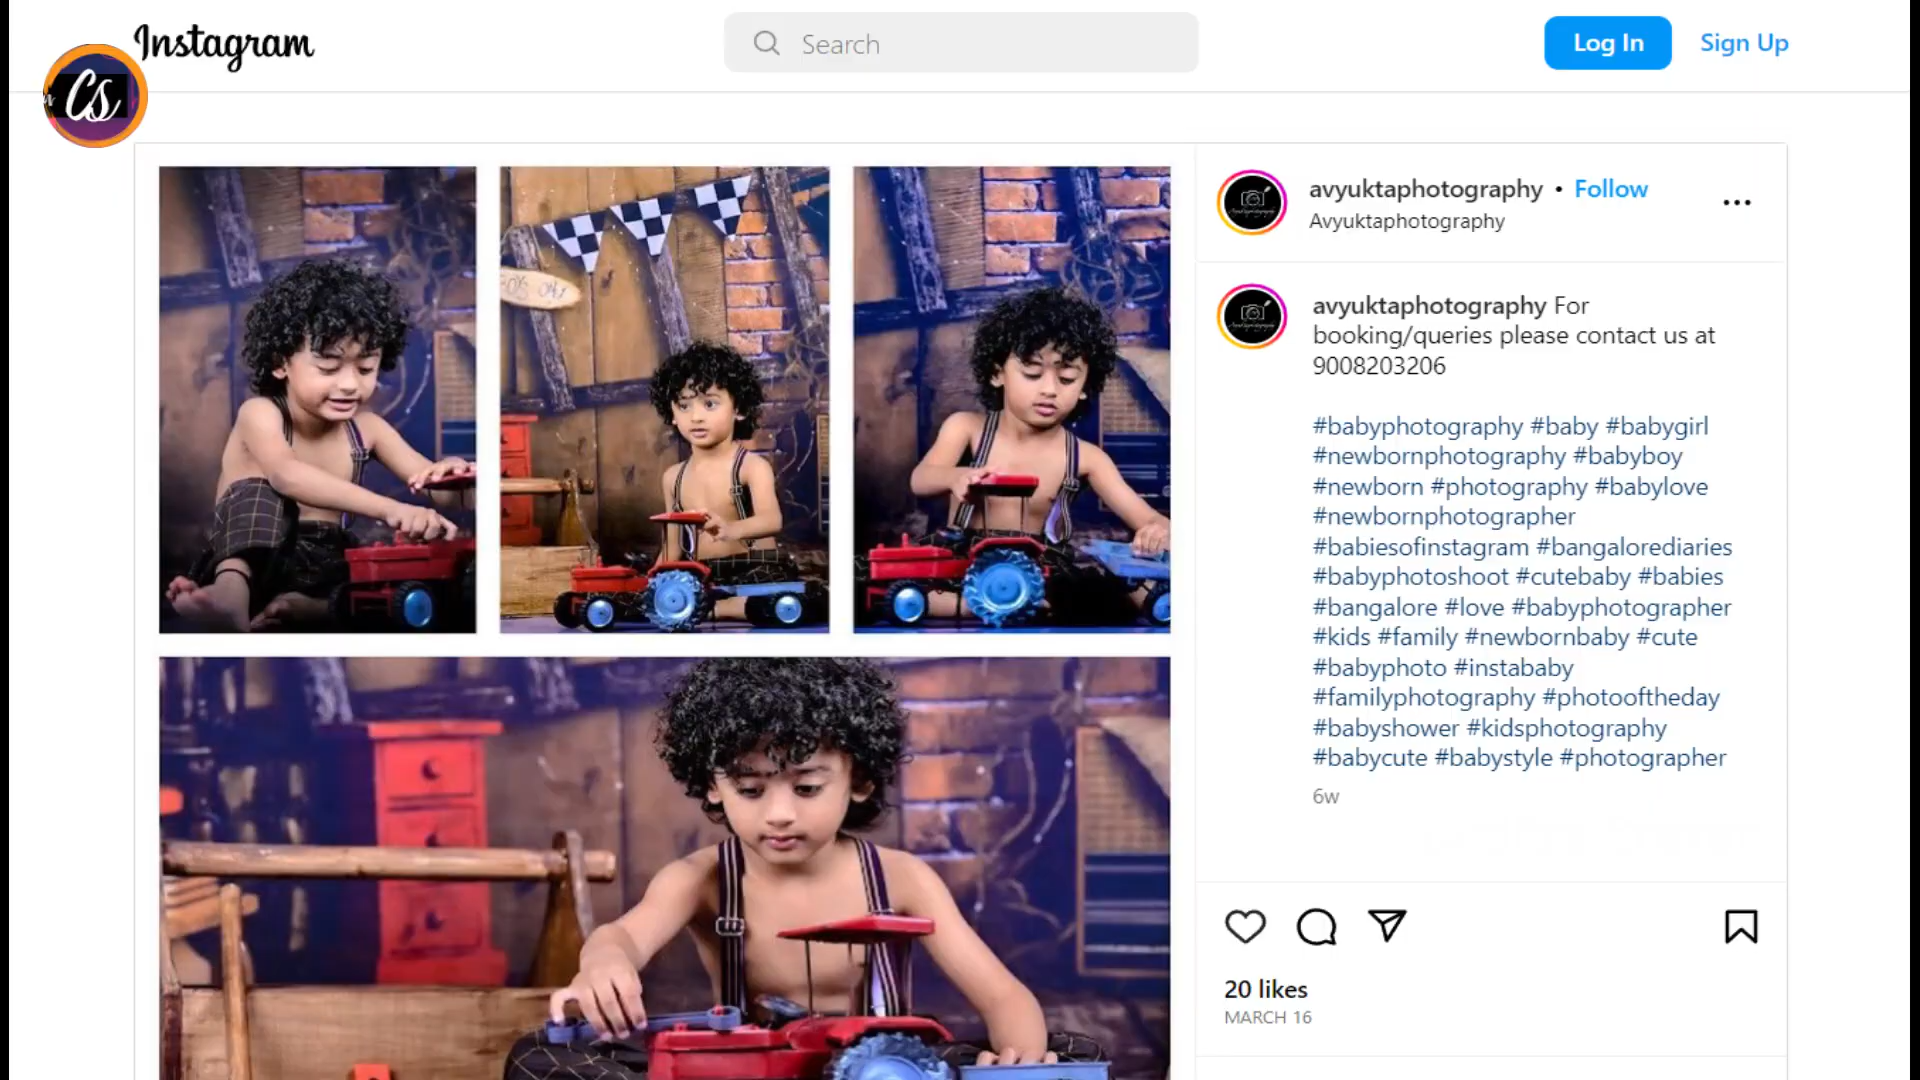 Instagram
Search
Log In
Sign Up
Cs
avyuktaphotography • Follow
Avyuktaphotography
avyuktaphotography For
booking/queries please contact us at
9008203206
#babyphotography #baby #babygirl
#newbornphotography #babyboy
#newborn #photography #babylove
#newbornphotographer
#babiesofinstagram #bangalorediaries
#babyphotoshoot #cutebaby #babies
#bangalore #love #babyphotographer
#kids #family #newbornbaby #cute
#babyphoto #instababy
#familyphotography #photooftheday
#babyshower #kidsphotography
#babycute #babystyle #photographer
6w
20 likes
MARCH 16